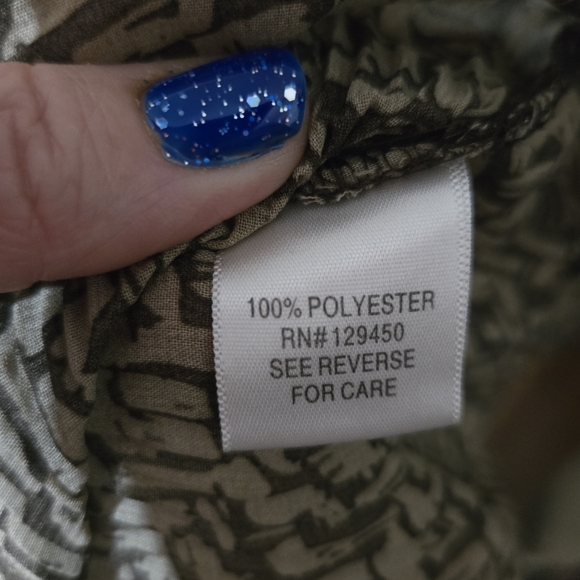 100% POLYESTER
RN#129450
SEE REVERSE
FOR CARE